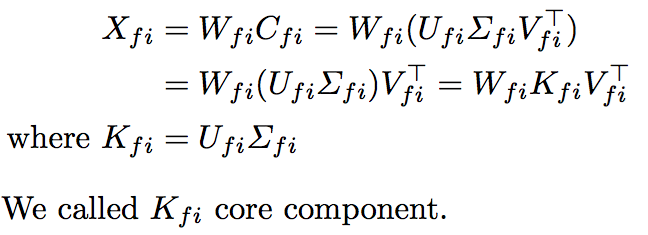 X_{fi} = W_{fi}C_{fi} = W_{fi}(U_{fi}Σ_{fi}V_{fi}^⊤)
= W_{fi}(U_{fi}Σ_{fi})V_{fi}^⊤ = W_{fi}K_{fi}V_{fi}^⊤
where K_{fi} = U_{fi}Σ_{fi}
We called K_{fi} core component.